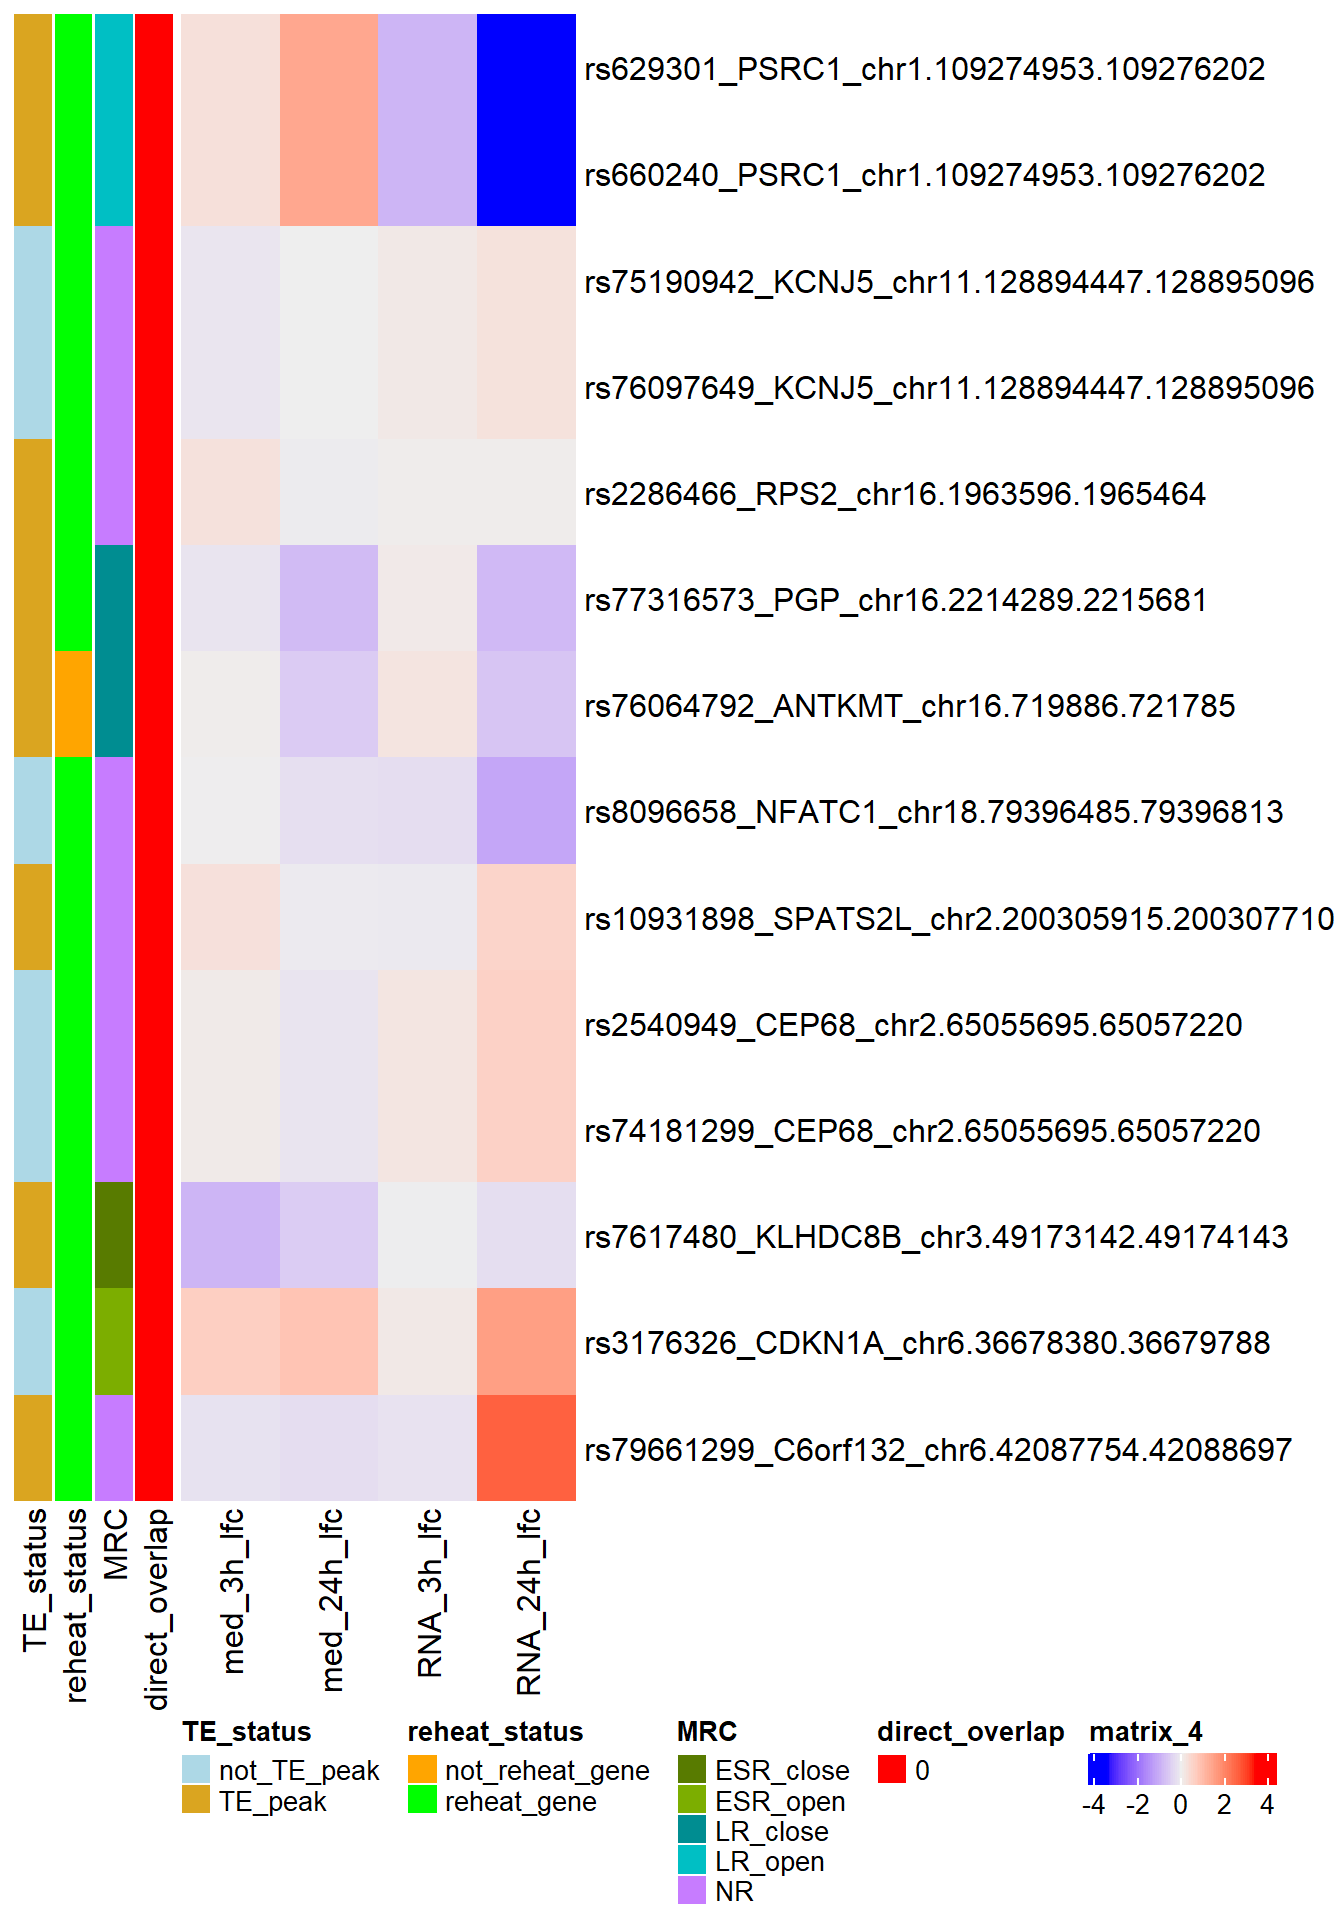 rs629301_PSRC1_chr1.109274953.109276202
rs660240_PSRC1_chr1.109274953.109276202
rs75190942_KCNJ5_chr11.128894447.128895096
rs76097649_KCNJ5_chr11.128894447.128895096
rs2286466_RPS2_chr16.1963596.1965464
rs77316573_PGP_chr16.2214289.2215681
rs76064792_ANTKMT_chr16.719886.721785
rs8096658_NFATC1_chr18.79396485.79396813
rs10931898_SPATS2L_chr2.200305915.200307710
rs2540949_CEP68_chr2.65055695.65057220
rs74181299_CEP68_chr2.65055695.65057220
rs7617480_KLHDC8B_chr3.49173142.49174143
rs3176326_CDKN1A_chr6.36678380.36679788
rs79661299_C6orf132_chr6.42087754.42088697
TE_status
reheat_status
MRC
direct_overlap
med_3h_lfc
med_24h_lfc
RNA_3h_lfc
RNA_24h_lfc
TE_status
not_TE_peak
TE_peak
reheat_status
not_reheat_gene
reheat_gene
MRC
ESR_close
ESR_open
LR_close
LR_open
NR
direct_overlap
0
matrix_4
-4 -2 0 2 4